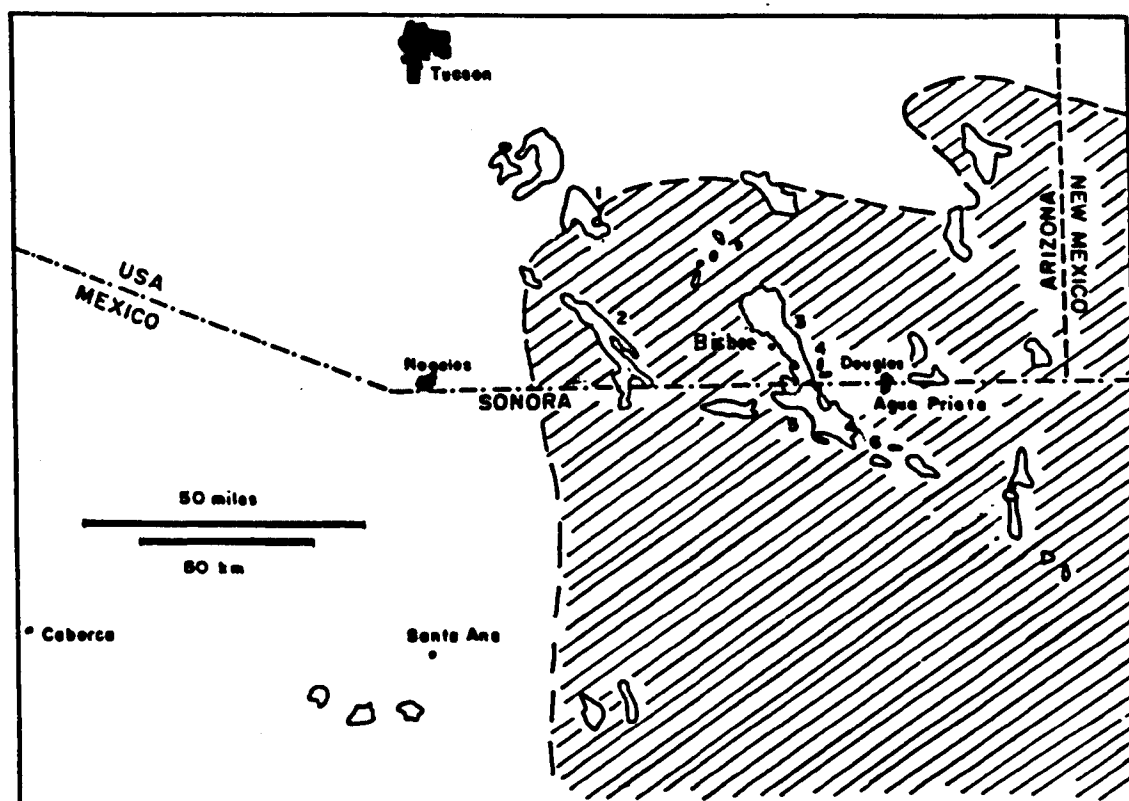 Tucson
1
ARIZONA
NEW MEXICO
USA
MEXICO
2
3
Bisbee
4
Douglas
Nogales
SONORA
Agua Prieta
5
6
50 miles
50 km
Caborca
Santa Ana